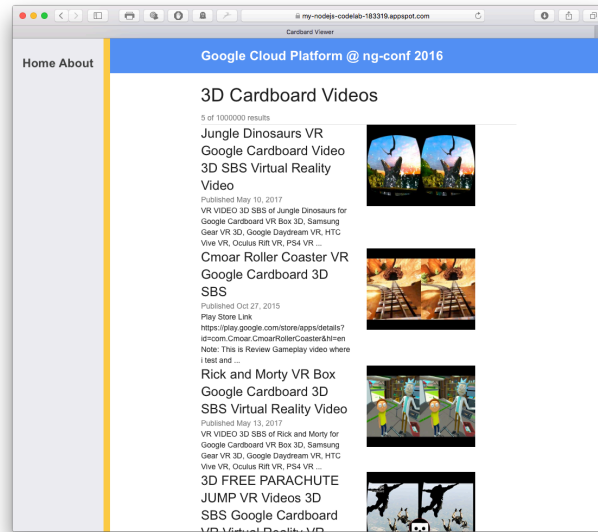 my-nodejs-codelab-183319.appspot.com
Cardboard Viewer
Home About
Google Cloud Platform @ ng-conf 2016
3D Cardboard Videos
5 of 1000000 results
Jungle Dinosaurs VR
Google Cardboard Video
3D SBS Virtual Reality
Video
Published May 10, 2017
VR VIDEO 3D SBS of Jungle Dinosaurs for
Google Cardboard VR Box 3D, Samsung
Gear VR 3D, Google Daydream VR, HTC
Vive VR, Oculus Rift VR, PS4 VR ...
Cmoar Roller Coaster VR
Google Cardboard 3D
SBS
Published Oct 27, 2015
Play Store Link
https://play.google.com/store/apps/details?
id=com.Cmoar.CmoarRollerCoaster&hl=en
Note: This is Review Gameplay video where
i test and ...
Rick and Morty VR Box
Google Cardboard 3D
SBS Virtual Reality Video
Published May 13, 2017
VR VIDEO 3D SBS of Rick and Morty for
Google Cardboard VR Box 3D, Samsung
Gear VR 3D, Google Daydream VR, HTC
Vive VR, Oculus Rift VR, PS4 VR ...
3D FREE PARACHUTE
JUMP VR Videos 3D
SBS Google Cardboard
VR Virtual Reality VR